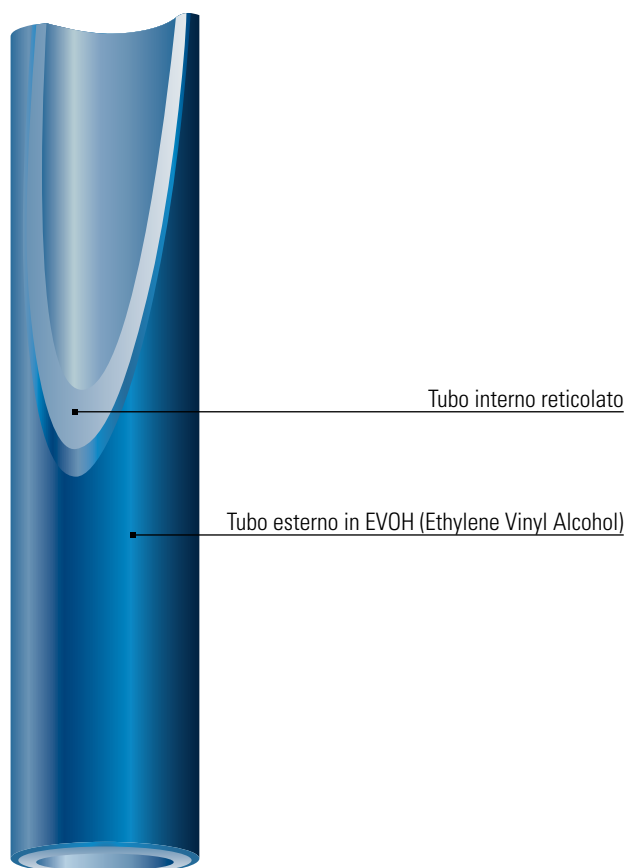 Tubo interno reticolato
Tubo esterno in EVOH (Ethylene Vinyl Alcohol)